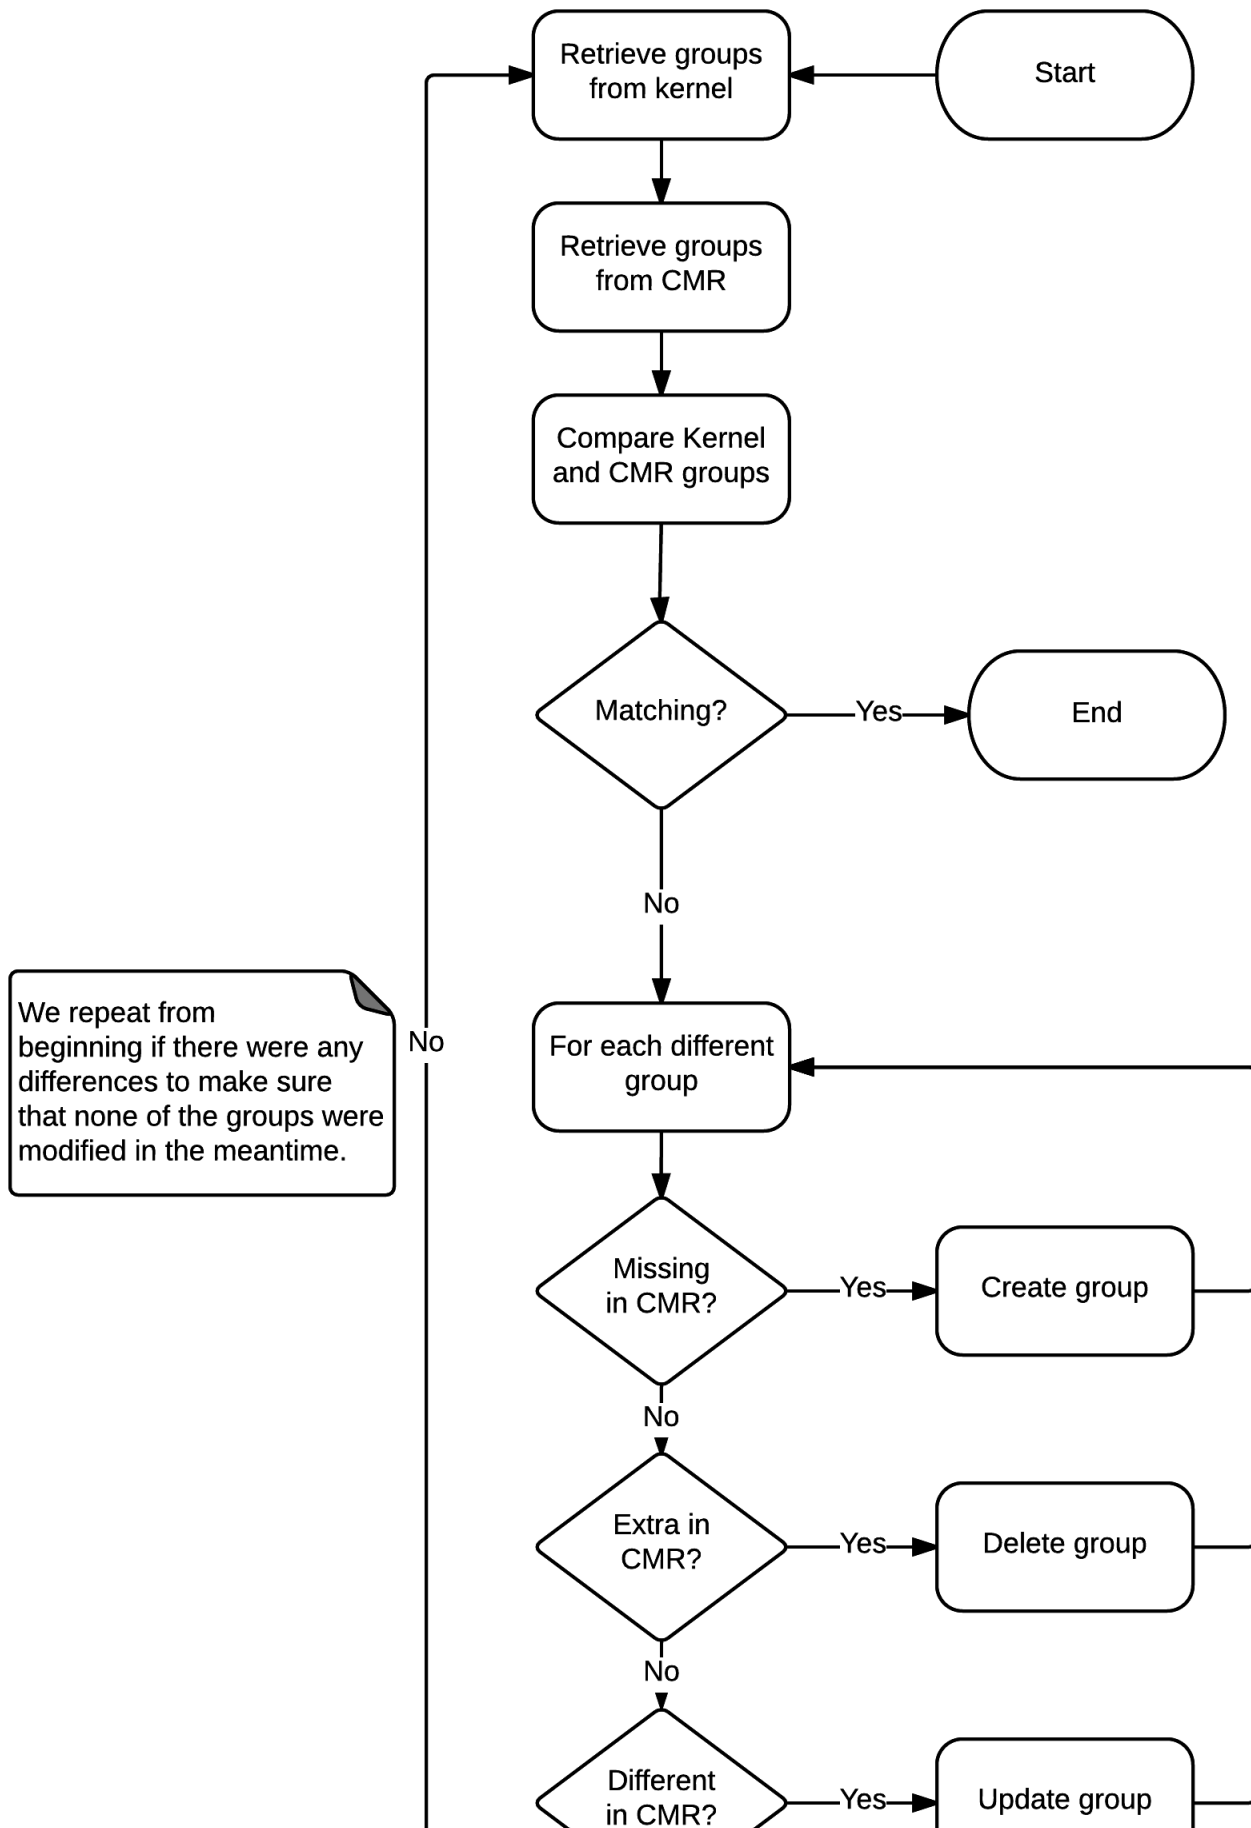 Retrieve groups
from kernel
Start
Retrieve groups
from CMR
Compare Kernel
and CMR groups
Matching?
Yes
End
No
We repeat from
beginning if there were any
differences to make sure
that none of the groups were
modified in the meantime.
No
For each different
group
Missing
in CMR?
Yes
Create group
No
Extra in
CMR?
Yes
Delete group
No
Different
in CMR?
Yes
Update group